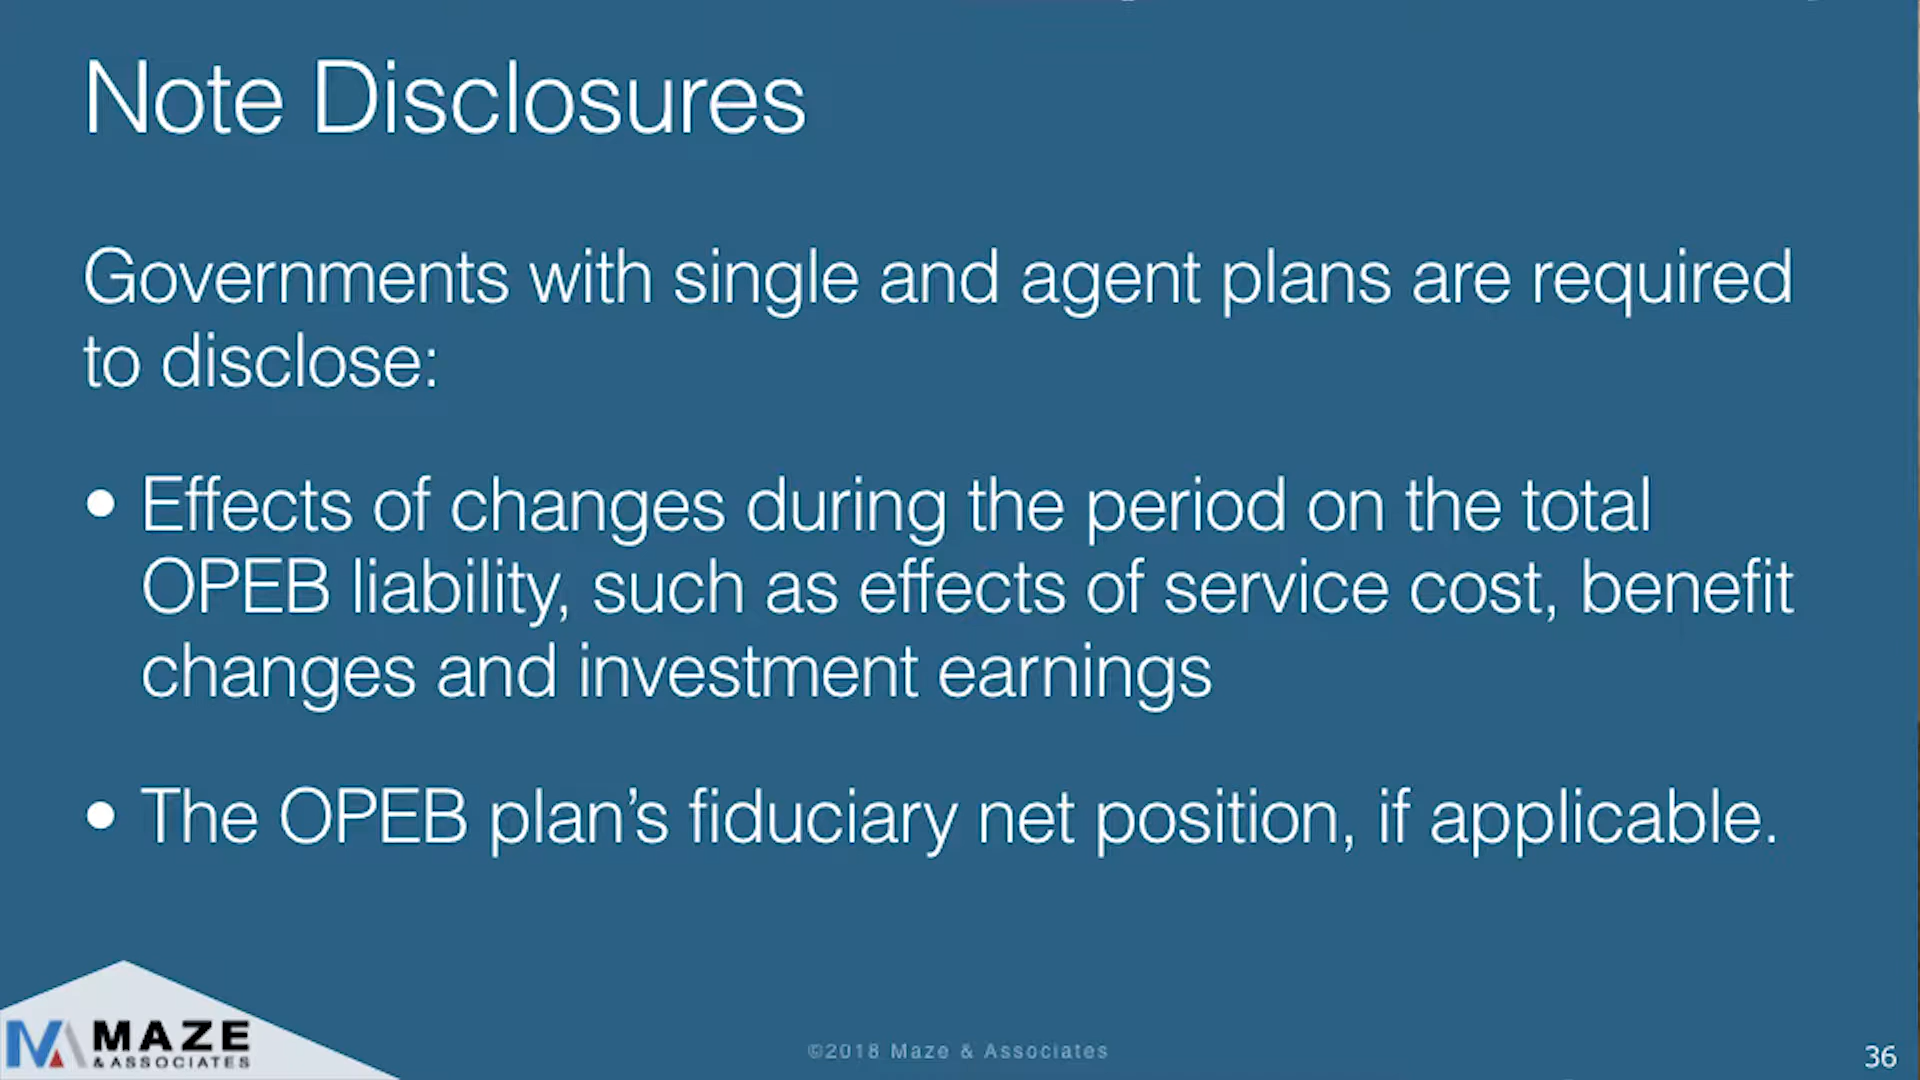 Note Disclosures
Governments with single and agent plans are required
to disclose:
• Effects of changes during the period on the total
OPEB liability, such as effects of service cost, benefit
changes and investment earnings
• The OPEB plan’s fiduciary net position, if applicable.
MAZE
& ASSOCIATES
©2018 Maze & Associates
36